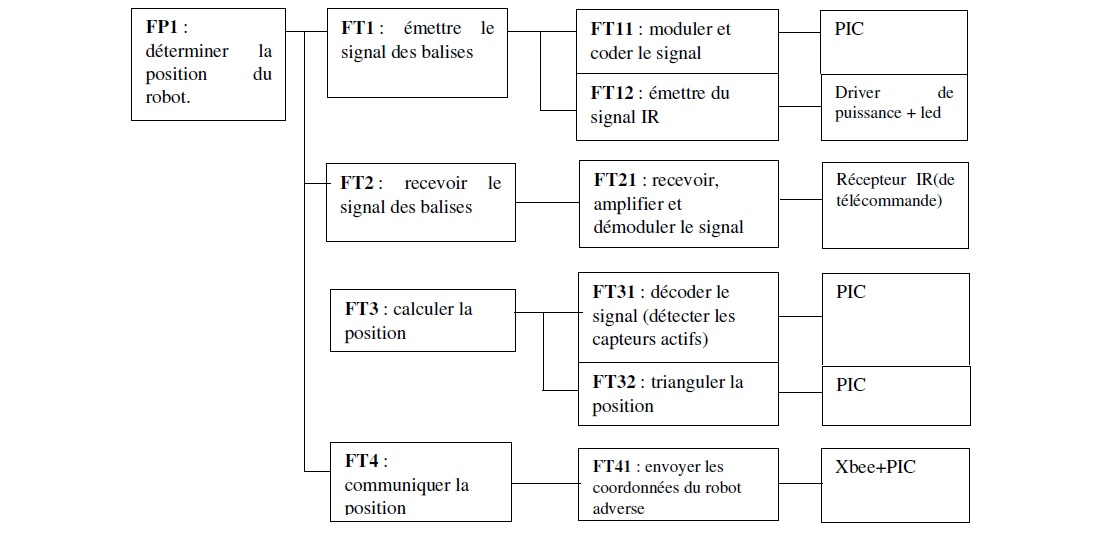 FP1 :
déterminer la
position du
robot.
FT1 : émettre le
signal des balises
FT11 : moduler et
coder le signal
PIC
FT12 : émettre du
signal IR
Driver de
puissance + led
FT2 : recevoir le
signal des balises
FT21 : recevoir,
amplifier et
démoduler le signal
Récepteur IR(de
télécommande)
FT3 : calculer la
position
FT31 : décoder le
signal (détecter les
capteurs actifs)
PIC
FT32 : trianguler la
position
PIC
FT4 :
communiquer la
position
FT41 : envoyer les
coordonnées du robot
adverse
Xbee+PIC